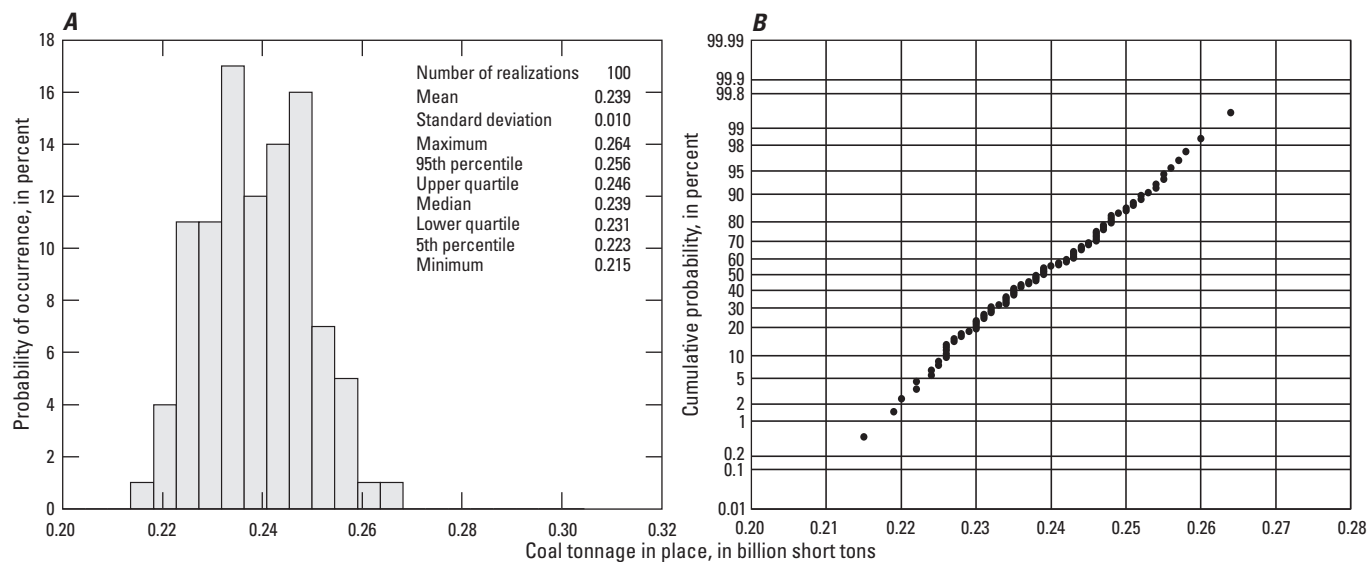 A
18
16
14
12
10
8
6
4
2
0
Probability of occurrence, in percent
Number of realizations 100
Mean 0.239
Standard deviation 0.010
Maximum 0.264
95th percentile 0.256
Upper quartile 0.246
Median 0.239
Lower quartile 0.231
5th percentile 0.223
Minimum 0.215
0.20 0.22 0.24 0.26 0.28 0.30 0.32
B
99.99
99.9
99.8
99
98
95
90
80
70
60
50
40
30
20
10
5
2
1
0.2
0.1
0.01
Cumulative probability, in percent
0.20 0.21 0.22 0.23 0.24 0.25 0.26 0.27 0.28
Coal tonnage in place, in billion short tons